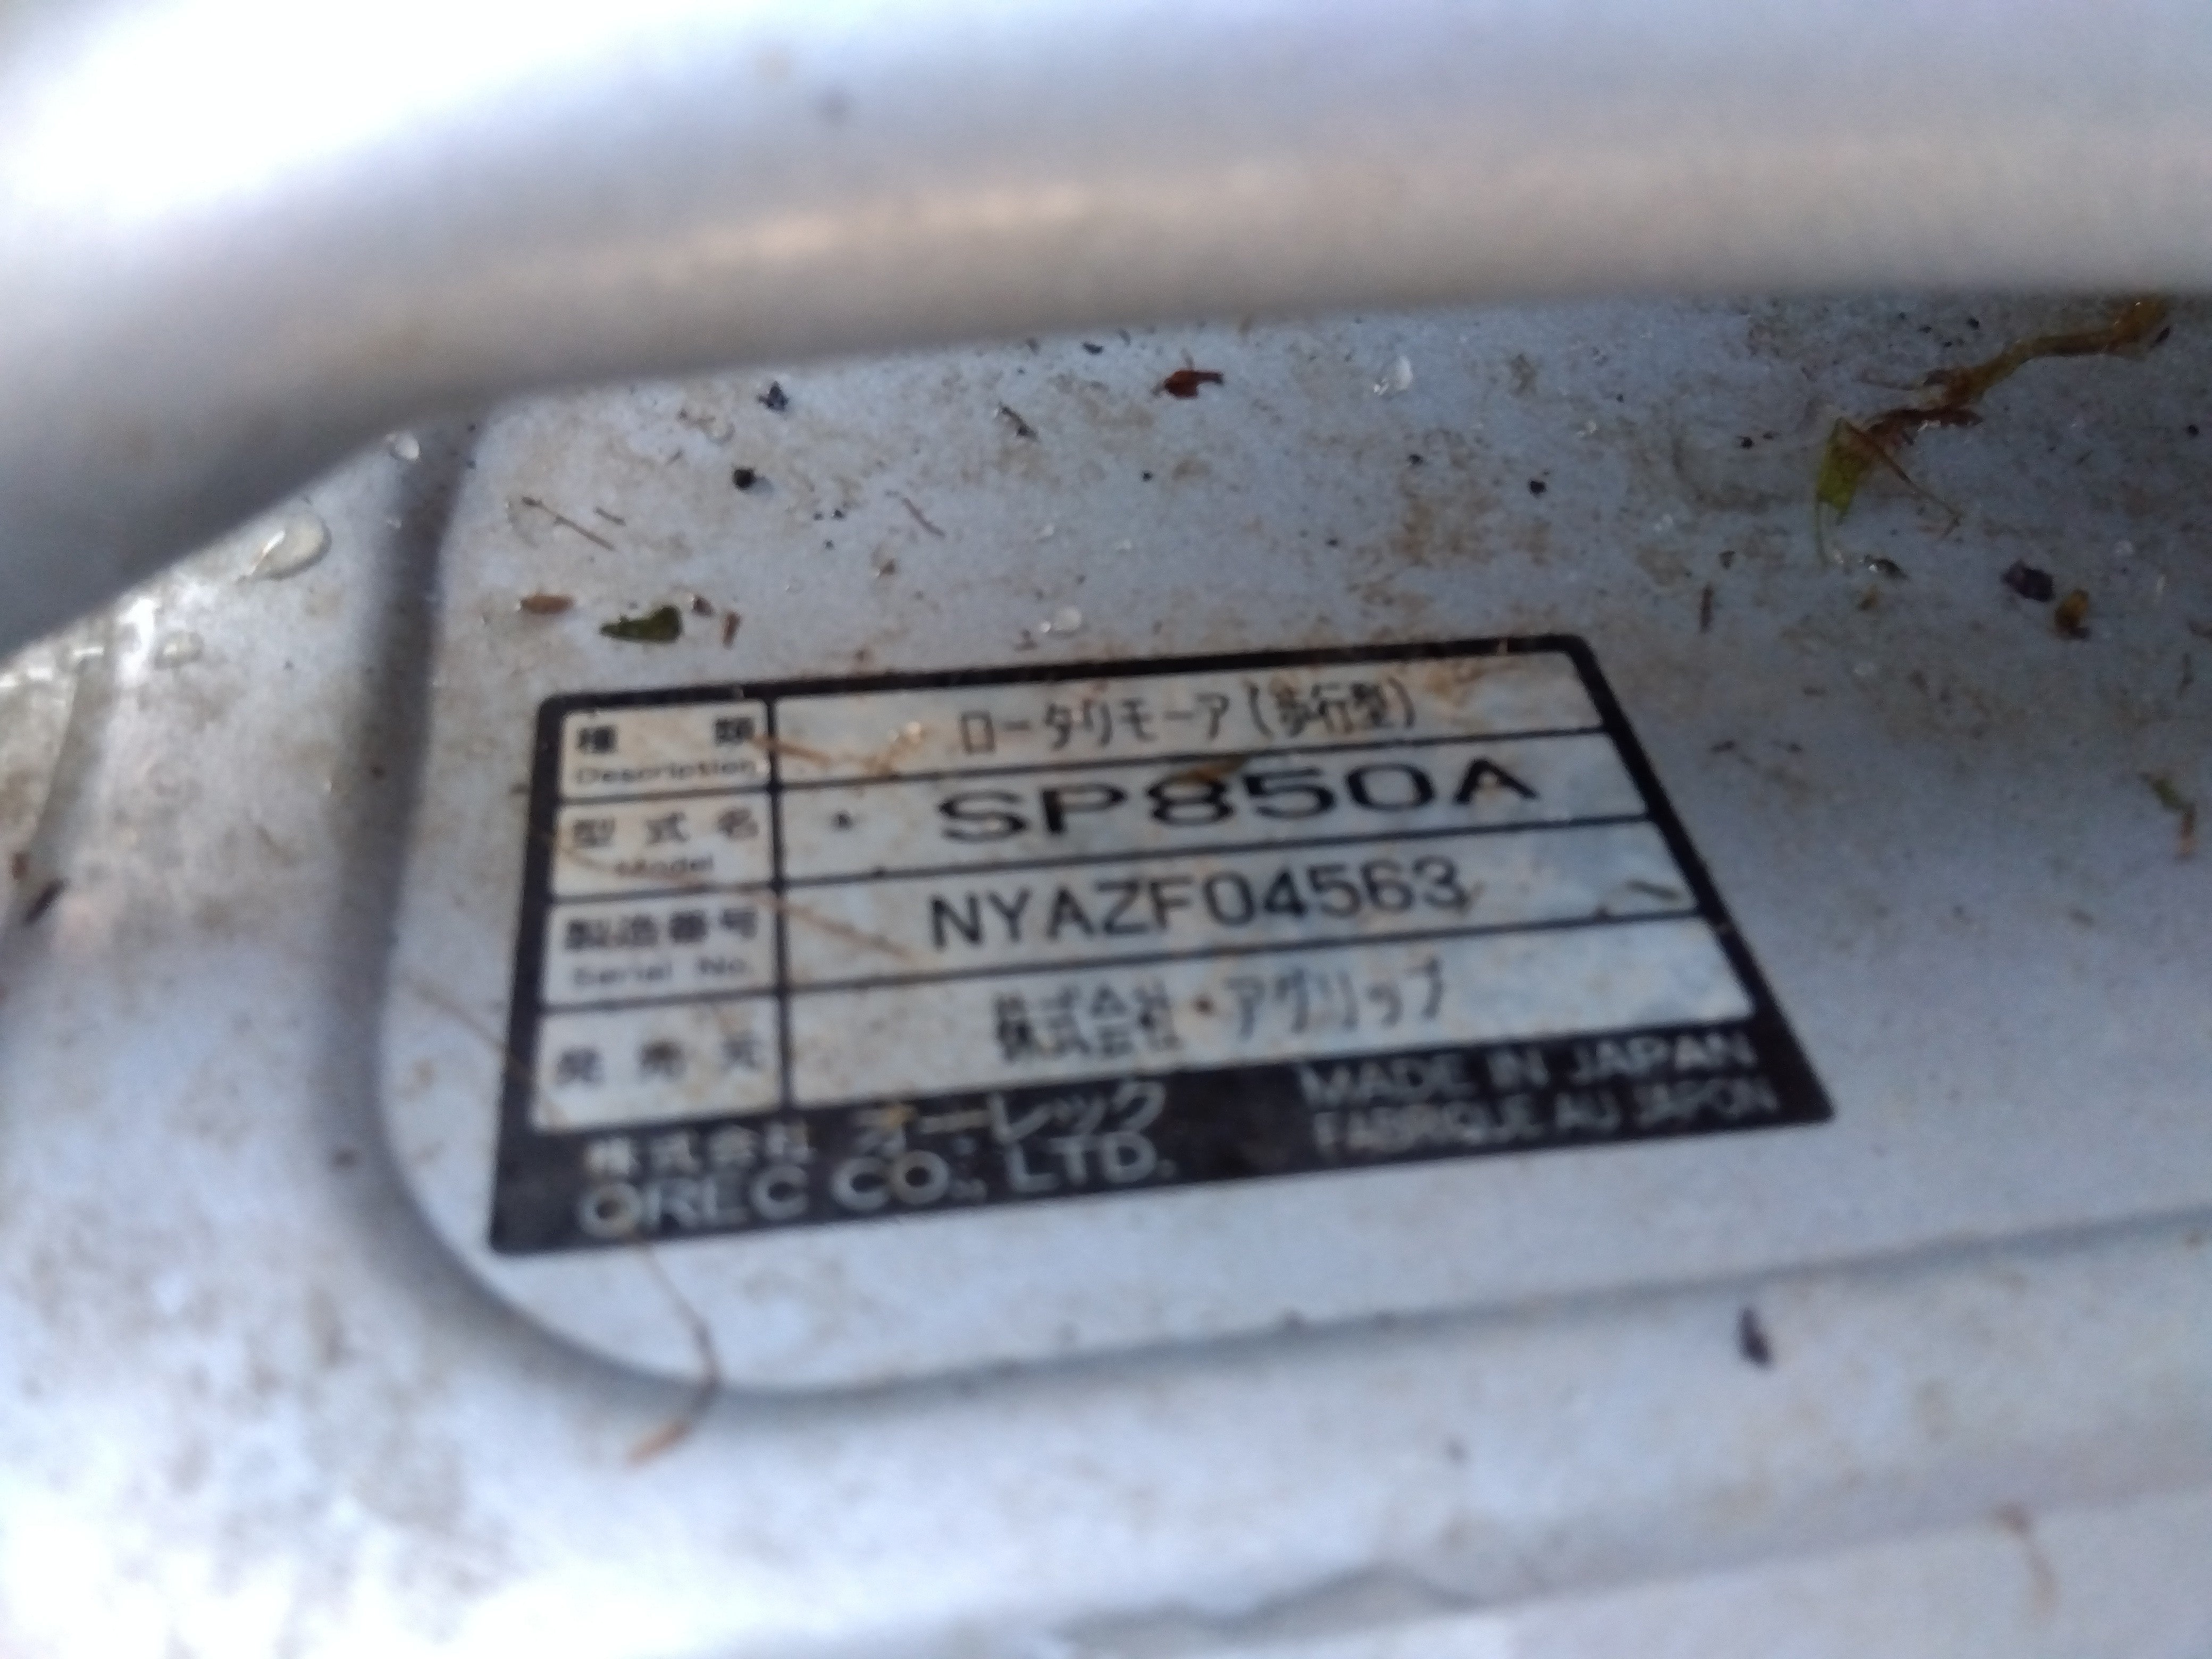 種類 ロータリモーア(歩行型)
Description
型式名 SP850A
Model
製造番号 NYAZF04563
Serial No.
発売元 株式会社・アグリップ
株式会社 オーレック MADE IN JAPAN
OREC CO., LTD. FABRIQUE AU JAPON